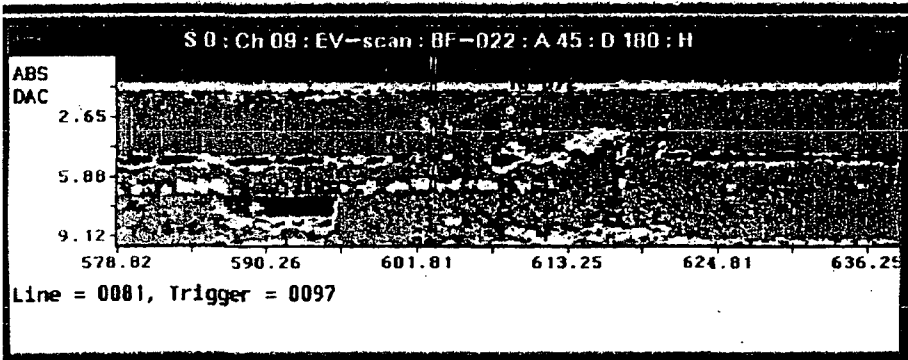 S 0 : Ch 09 : EV-scan : BF-022 : A 45 : D 180 : H
ABS
DAC
2.65
5.88
9.12
578.82 590.26 601.81 613.25 624.81 636.25
Line = 0081, Trigger = 0097